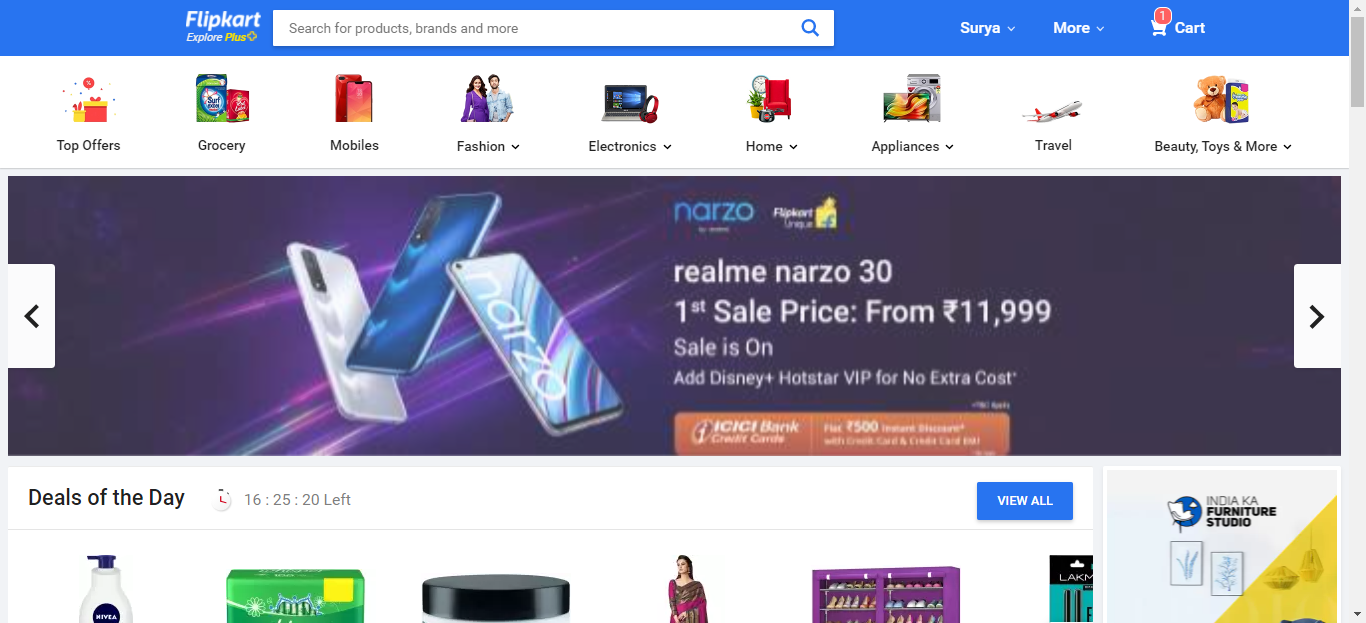 Flipkart
Explore Plus
Search for products, brands and more
Surya
More
1
Cart
Top Offers
Grocery
Mobiles
Fashion
Electronics
Home
Appliances
Travel
Beauty, Toys & More
narzo
Flipkart
Unique
realme narzo 30
1st Sale Price: From ₹11,999
Sale is On
Add Disney+ Hotstar VIP for No Extra Cost*
ICICI Bank
Credit Cards
Flat ₹500 Instant Discount*
with Credit Card & Credit Card EMI
narzo
Deals of the Day
16 : 25 : 20 Left
VIEW ALL
INDIA KA
FURNITURE
STUDIO
NIVEA
LAKM